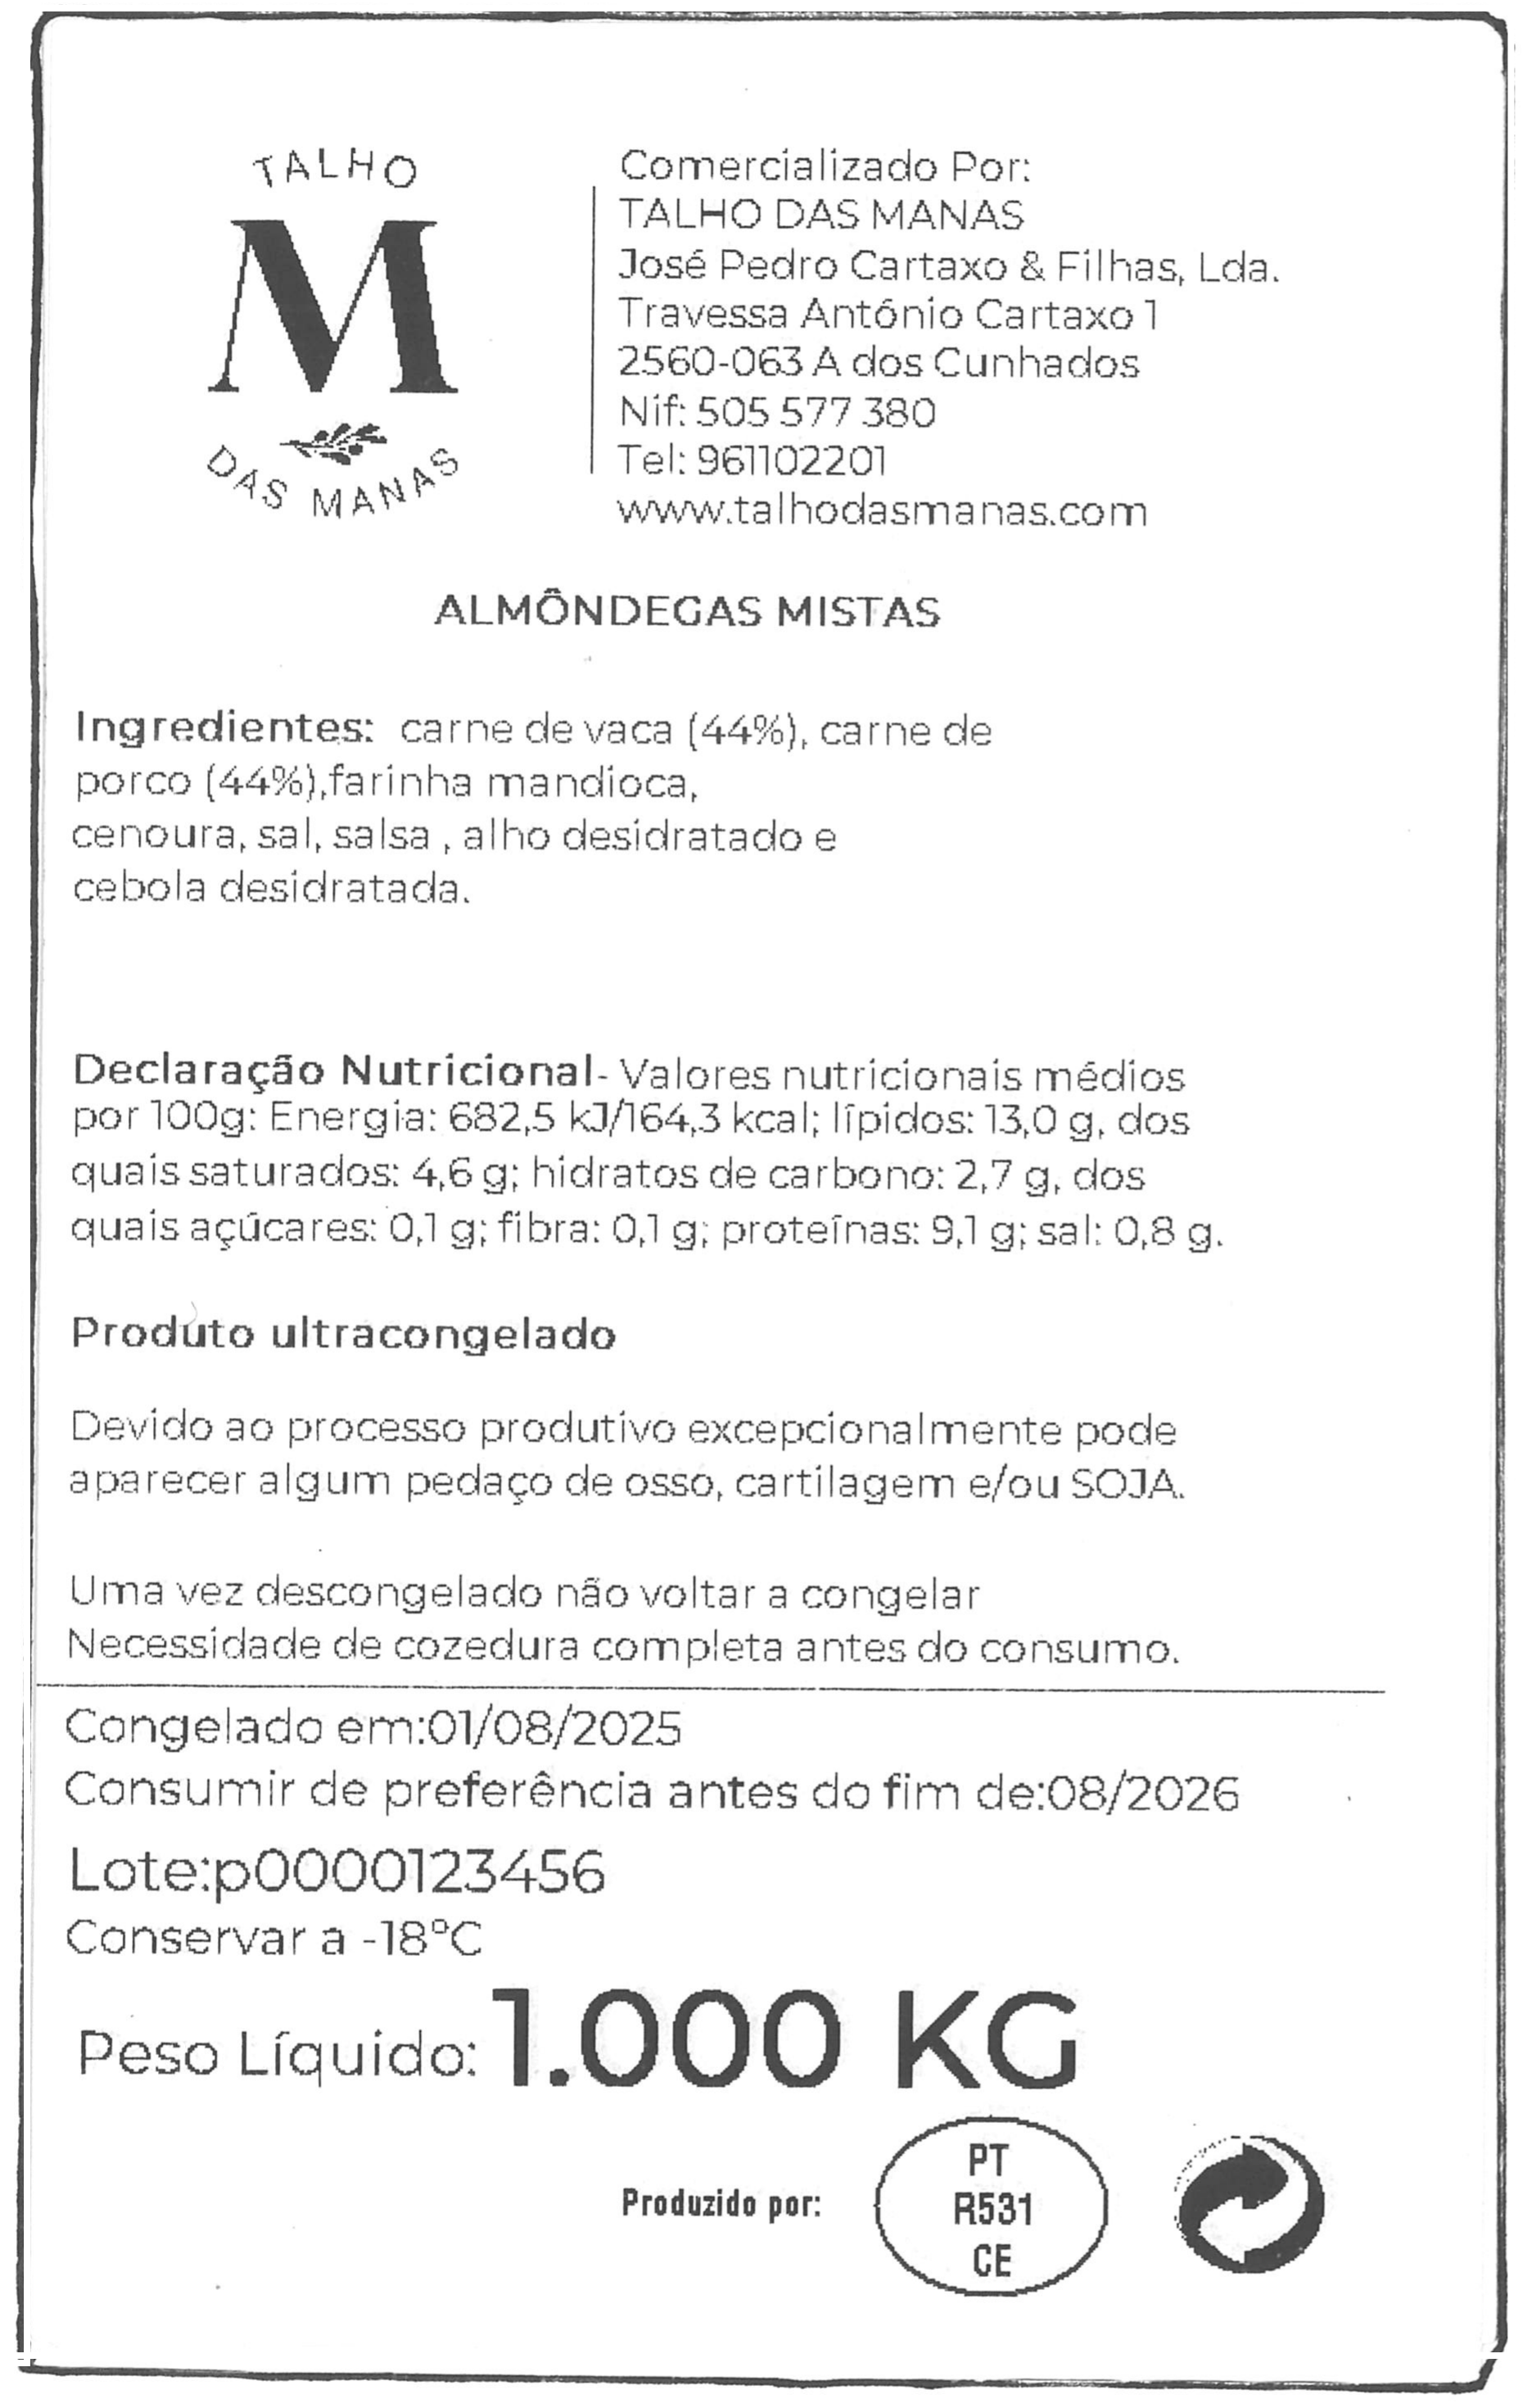 TALHO
M
DAS MANAS
Comercializado Por:
TALHO DAS MANAS
José Pedro Cartaxo & Filhas, Lda.
Travessa António Cartaxo 1
2560-063 A dos Cunhados
Nif: 505 577 380
Tel: 961102201
www.talhodasmanas.com
ALMÔNDEGAS MISTAS
Ingredientes: carne de vaca (44%), carne de
porco (44%),farinha mandioca,
cenoura, sal, salsa , alho desidratado e
cebola desidratada.
Declaração Nutricional- Valores nutricionais médios
por 100g: Energia: 682,5 kJ/164,3 kcal; lípidos: 13,0 g, dos
quais saturados: 4,6 g; hidratos de carbono: 2,7 g, dos
quais açúcares: 0,1 g; fibra: 0,1 g; proteínas: 9,1 g; sal: 0,8 g.
Produto ultracongelado
Devido ao processo produtivo excepcionalmente pode
aparecer algum pedaço de osso, cartilagem e/ou SOJA.
Uma vez descongelado não voltar a congelar
Necessidade de cozedura completa antes do consumo.
Congelado em:01/08/2025
Consumir de preferência antes do fim de:08/2026
Lote:p0000123456
Conservar a -18ºC
Peso Líquido: 1.000 KG
Produzido por:
PT
R531
CE